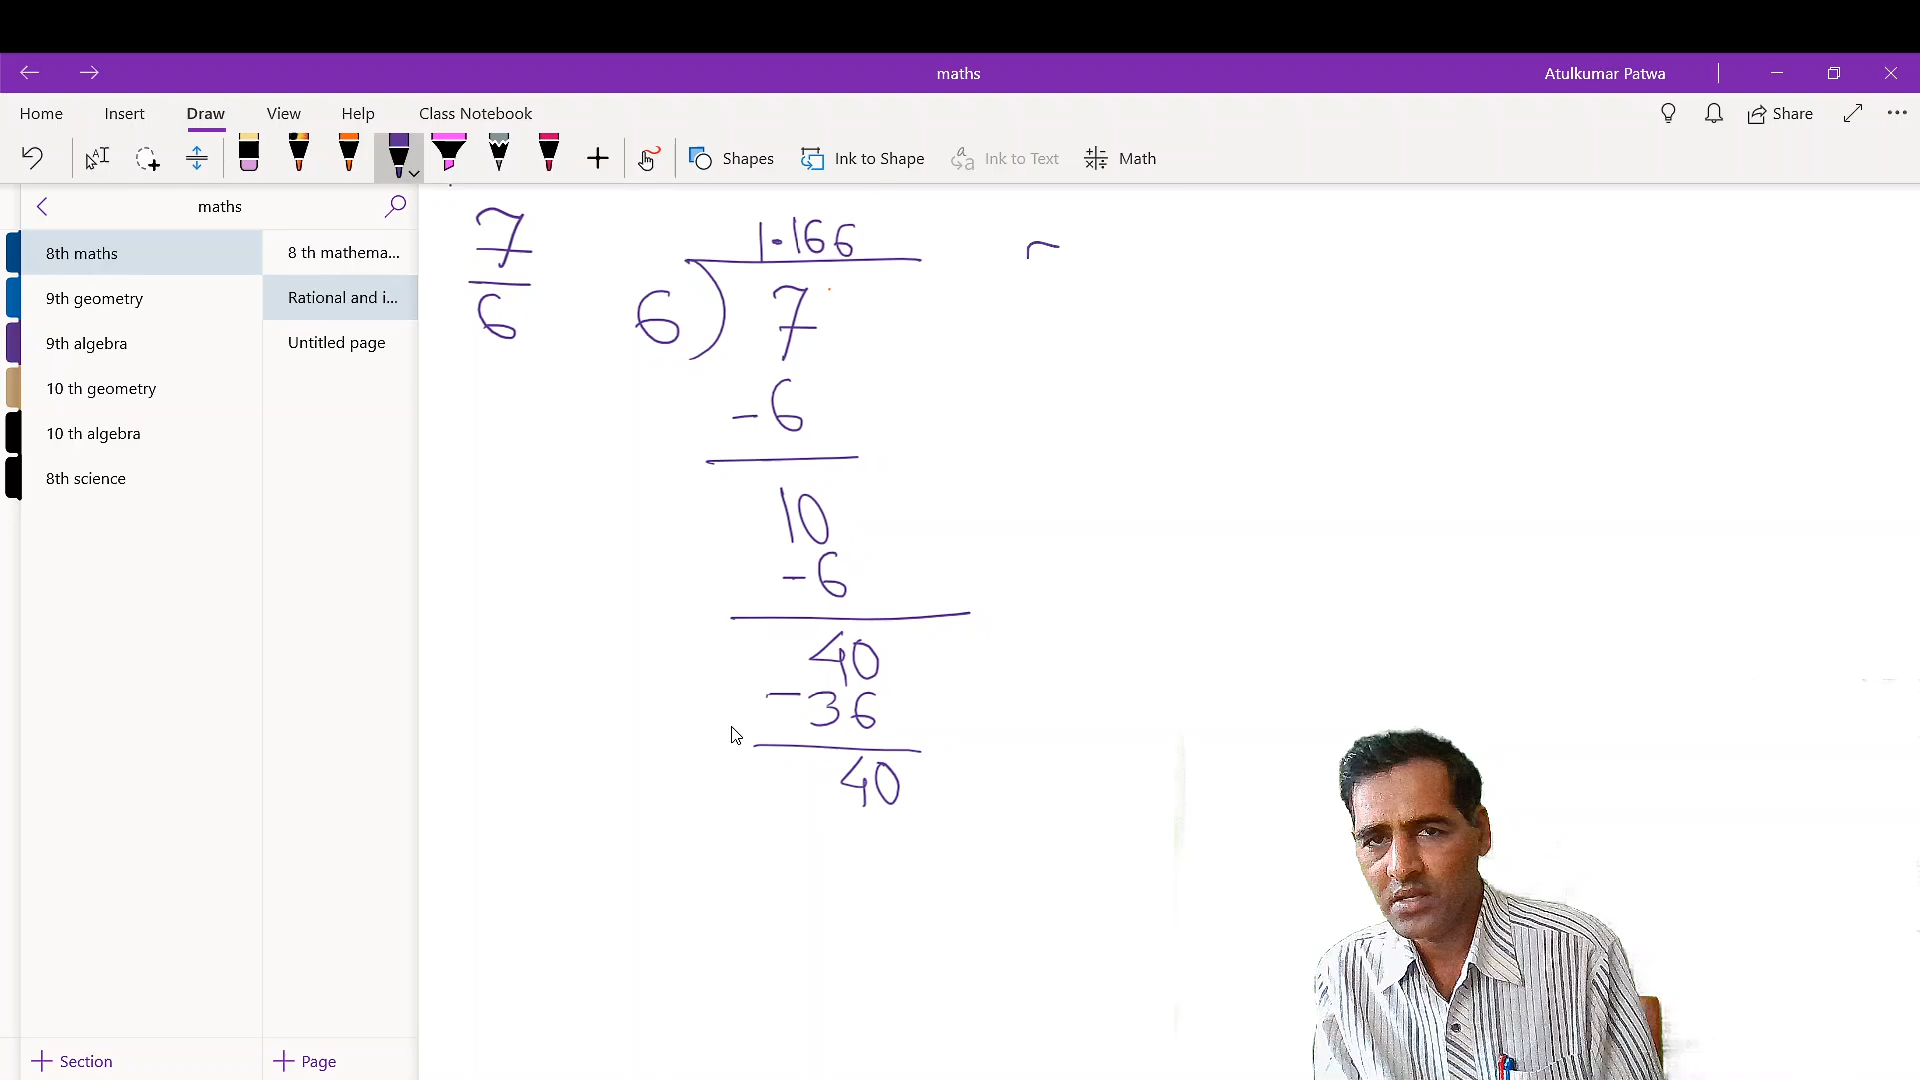 maths
Atulkumar Patwa
Home Insert Draw View Help Class Notebook
Share
Shapes Ink to Shape Ink to Text Math
maths
8th maths
9th geometry
9th algebra
10 th geometry
10 th algebra
8th science
8 th mathema...
Rational and i...
Untitled page
7
6
1.166
6) 7
-6
10
-6
40
-36
40
+ Section
+ Page